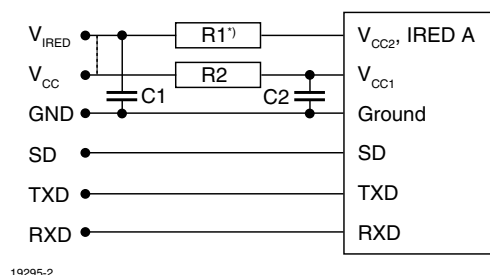 V_IRED R1*) V_CC2, IRED A
V_CC R2 V_CC1
C1 C2
GND Ground
SD SD
TXD TXD
RXD RXD
19295-2